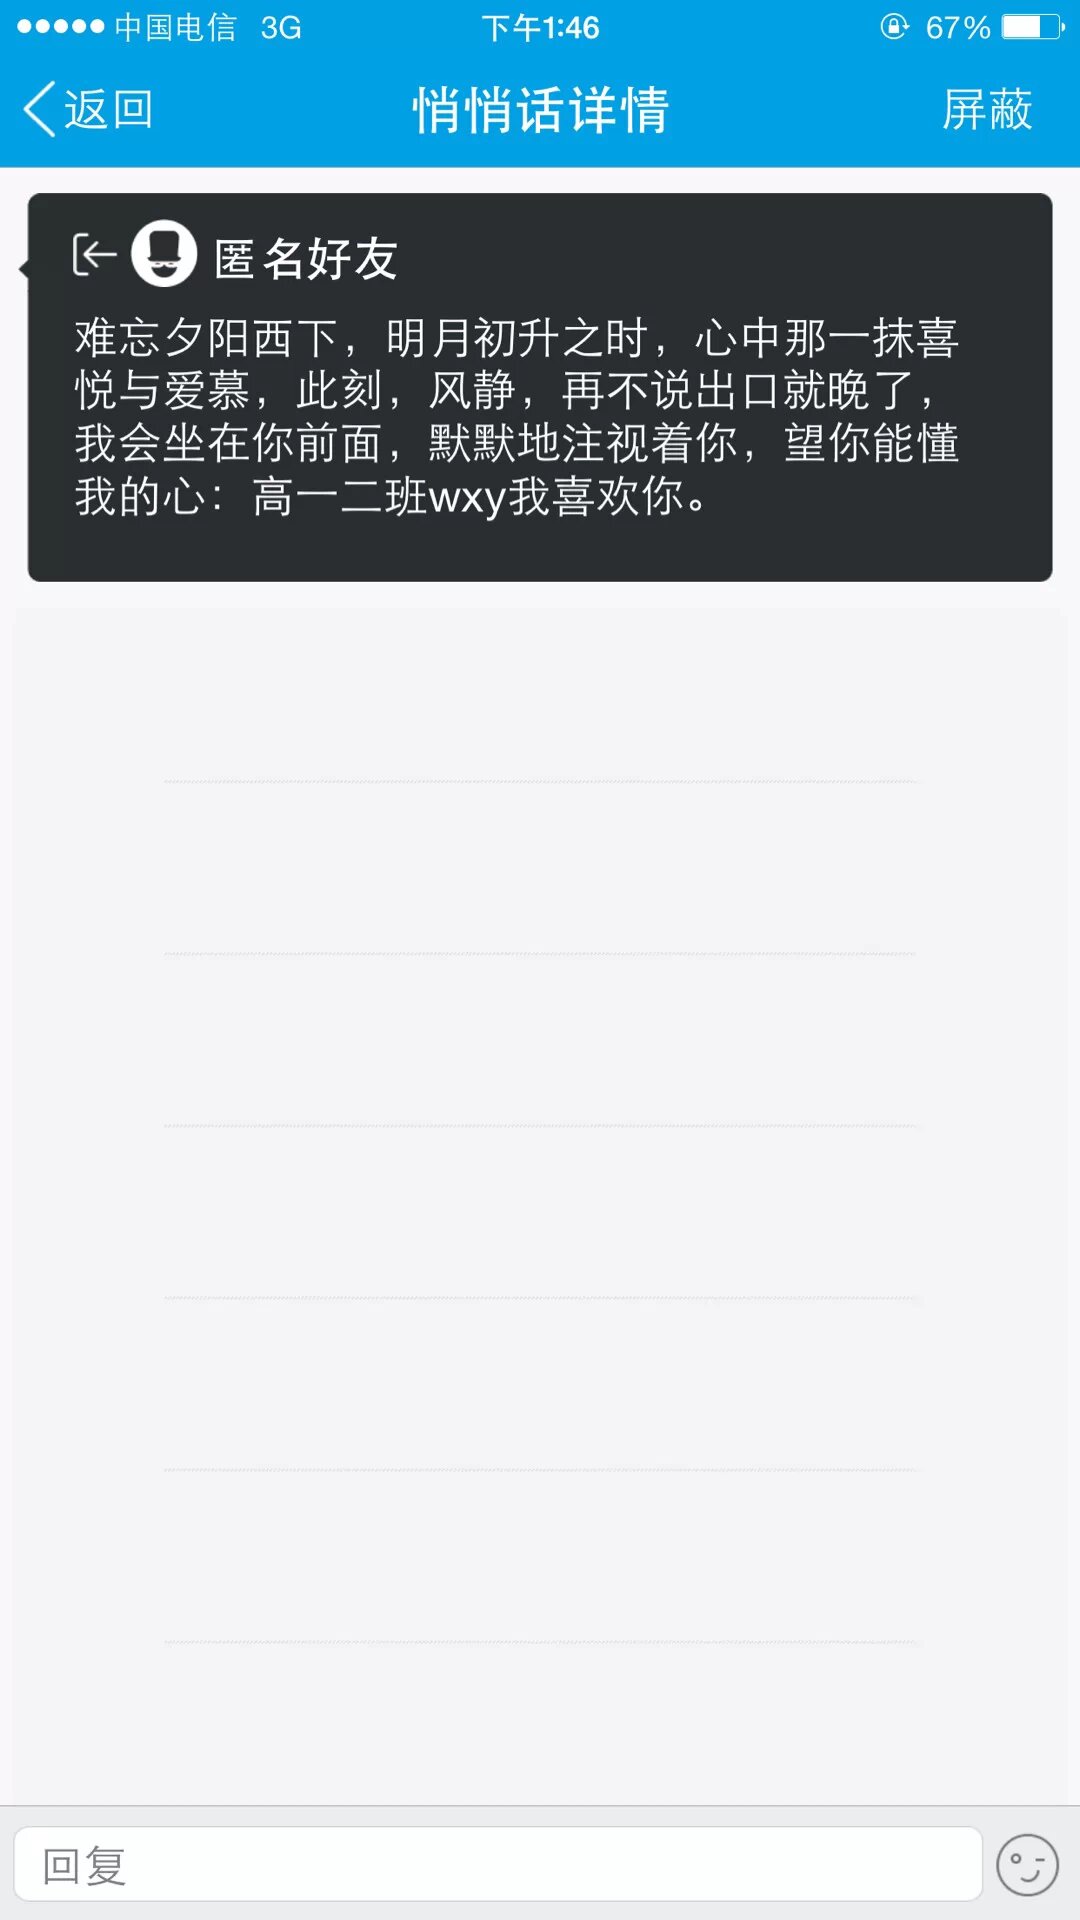 中国电信 3G 下午1:46 67%
返回 悄悄话详情 屏蔽
匿名好友
难忘夕阳西下，明月初升之时，心中那一抹喜
悦与爱慕，此刻，风静，再不说出口就晚了，
我会坐在你前面，默默地注视着你，望你能懂
我的心：高一二班wxy我喜欢你。
回复